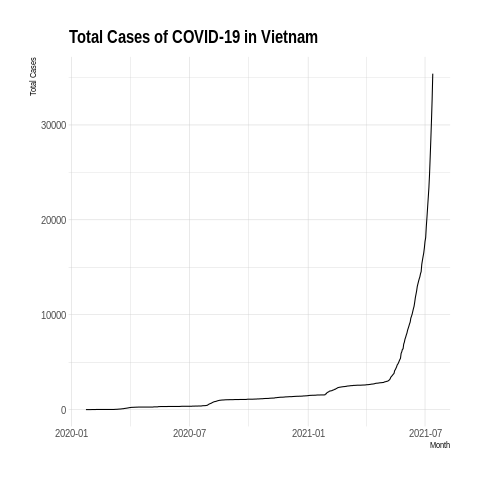 Total Cases of COVID-19 in Vietnam
Total Cases
30000
20000
10000
0
2020-01 2020-07 2021-01 2021-07
Month